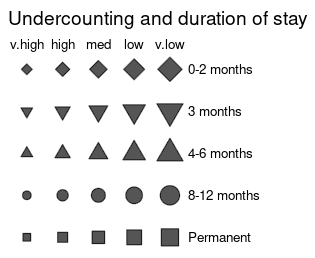 Undercounting and duration of stay
v.high high med low v.low
0-2 months
3 months
4-6 months
8-12 months
Permanent